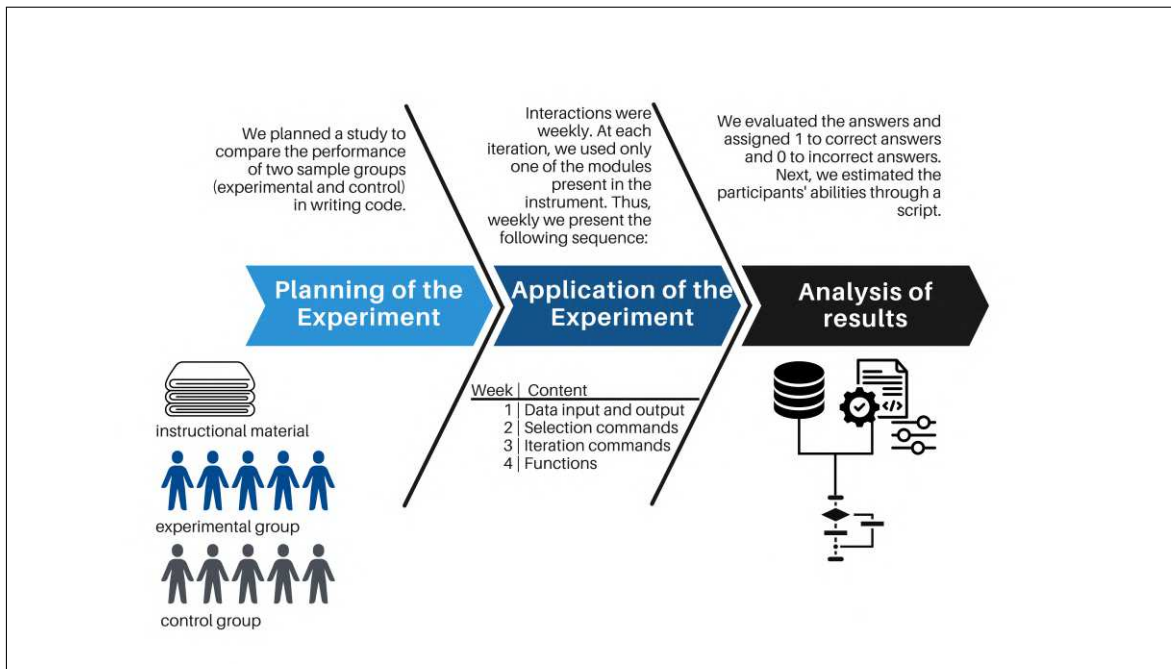 We planned a study to
compare the performance
of two sample groups
(experimental and control)
in writing code.
Interactions were
weekly. At each
iteration, we used only
one of the modules
present in the
instrument. Thus,
weekly we present the
following sequence:
We evaluated the answers and
assigned 1 to correct answers
and 0 to incorrect answers.
Next, we estimated the
participants' abilities through a
script.
Planning of the
Experiment
Application of the
Experiment
Analysis of
results
instructional material
experimental group
control group
Week | Content
1 | Data input and output
2 | Selection commands
3 | Iteration commands
4 | Functions
</>